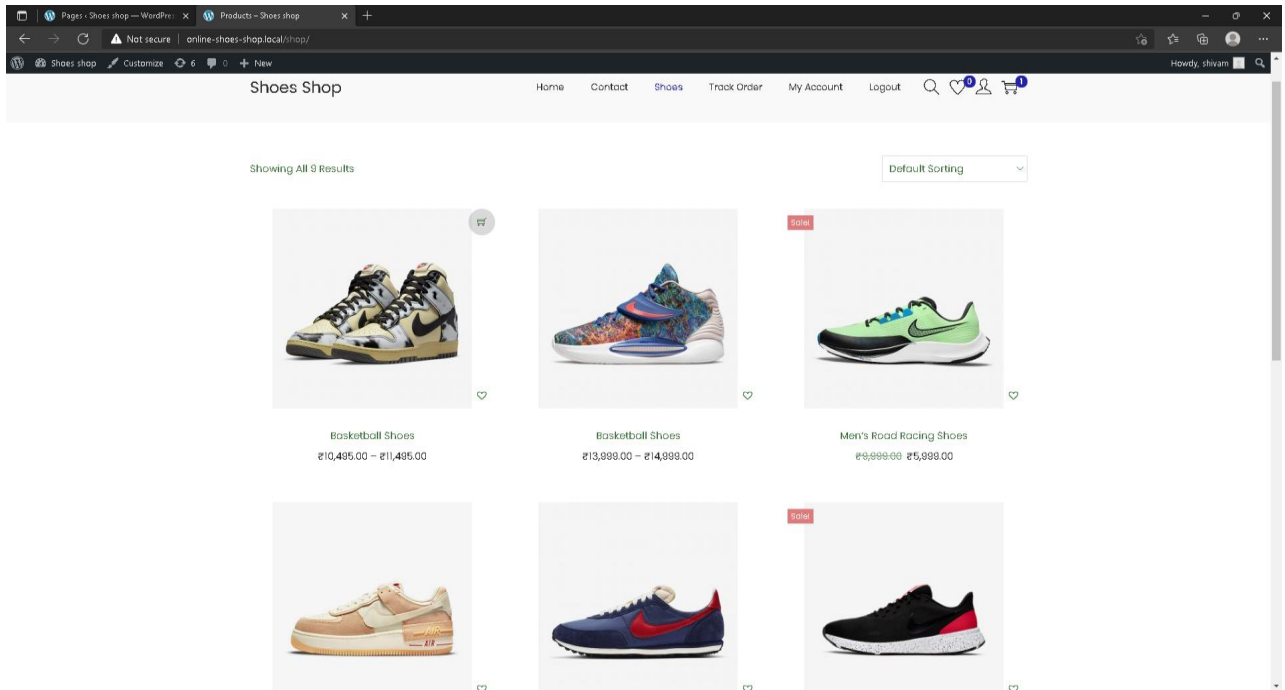 Pages ‹ Shoes shop — WordPre:
Products – Shoes shop
Not secure
online-shoes-shop.local/shop/
Shoes shop
Customize
6
0
New
Howdy, shivam
Shoes Shop
Home
Contact
Shoes
Track Order
My Account
Logout
0
1
Showing All 9 Results
Default Sorting
Sale!
Basketball Shoes
Basketball Shoes
Men's Road Racing Shoes
₹10,495.00 – ₹11,495.00
₹13,999.00 – ₹14,999.00
₹9,999.00 ₹5,999.00
Sale!
AIR
AIR